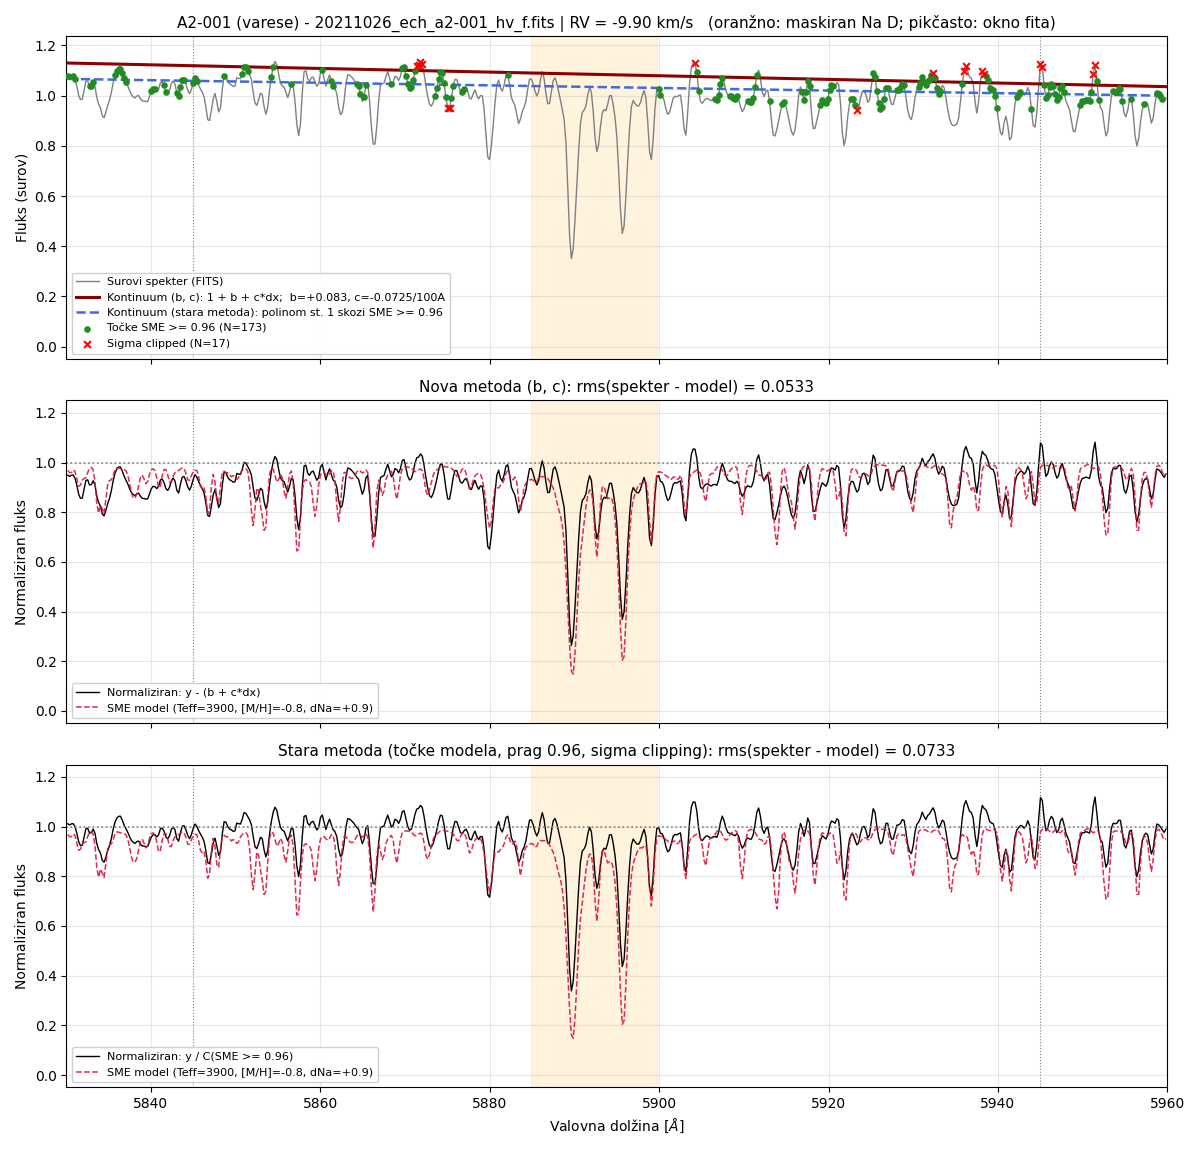 A2-001 (varese) - 20211026_ech_a2-001_hv_f.fits | RV = -9.90 km/s   (oranžno: maskiran Na D; pikčasto: okno fita)
1.2
1.0
0.8
0.6
0.4
0.2
0.0
Fluks (surov)
Surovi spekter (FITS)
Kontinuum (b, c): 1 + b + c*dx;  b=+0.083, c=-0.0725/100A
Kontinuum (stara metoda): polinom st. 1 skozi SME >= 0.96
Točke SME >= 0.96 (N=173)
Sigma clipped (N=17)
Nova metoda (b, c): rms(spekter - model) = 0.0533
1.2
1.0
0.8
0.6
0.4
0.2
0.0
Normaliziran fluks
Normaliziran: y - (b + c*dx)
SME model (Teff=3900, [M/H]=-0.8, dNa=+0.9)
Stara metoda (točke modela, prag 0.96, sigma clipping): rms(spekter - model) = 0.0733
1.2
1.0
0.8
0.6
0.4
0.2
0.0
Normaliziran fluks
Normaliziran: y / C(SME >= 0.96)
SME model (Teff=3900, [M/H]=-0.8, dNa=+0.9)
5840 5860 5880 5900 5920 5940 5960
Valovna dolžina [Å]